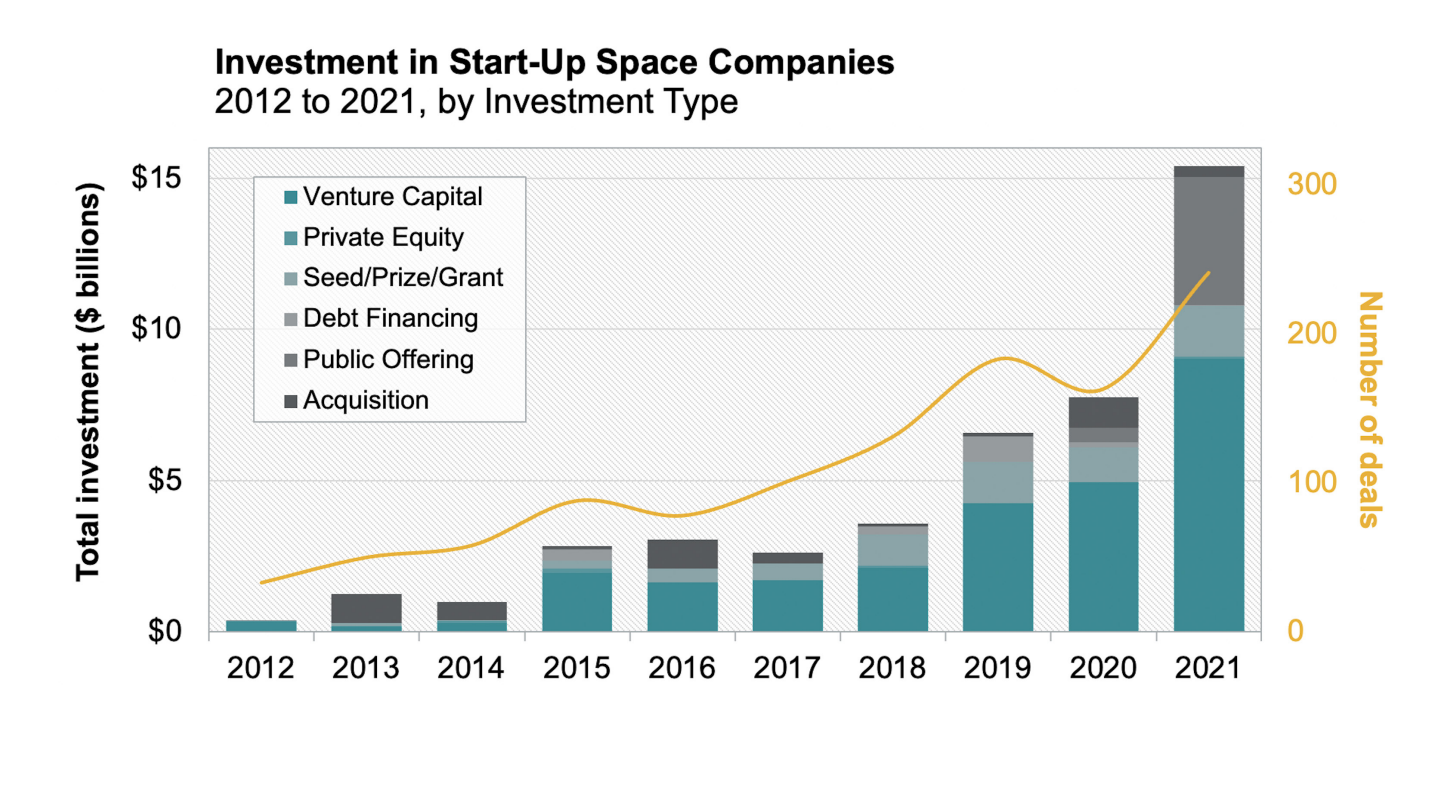 Investment in Start-Up Space Companies
2012 to 2021, by Investment Type
Total investment ($ billions)
$15
$10
$5
$0
Venture Capital
Private Equity
Seed/Prize/Grant
Debt Financing
Public Offering
Acquisition
300
200
100
0
Number of deals
2012 2013 2014 2015 2016 2017 2018 2019 2020 2021